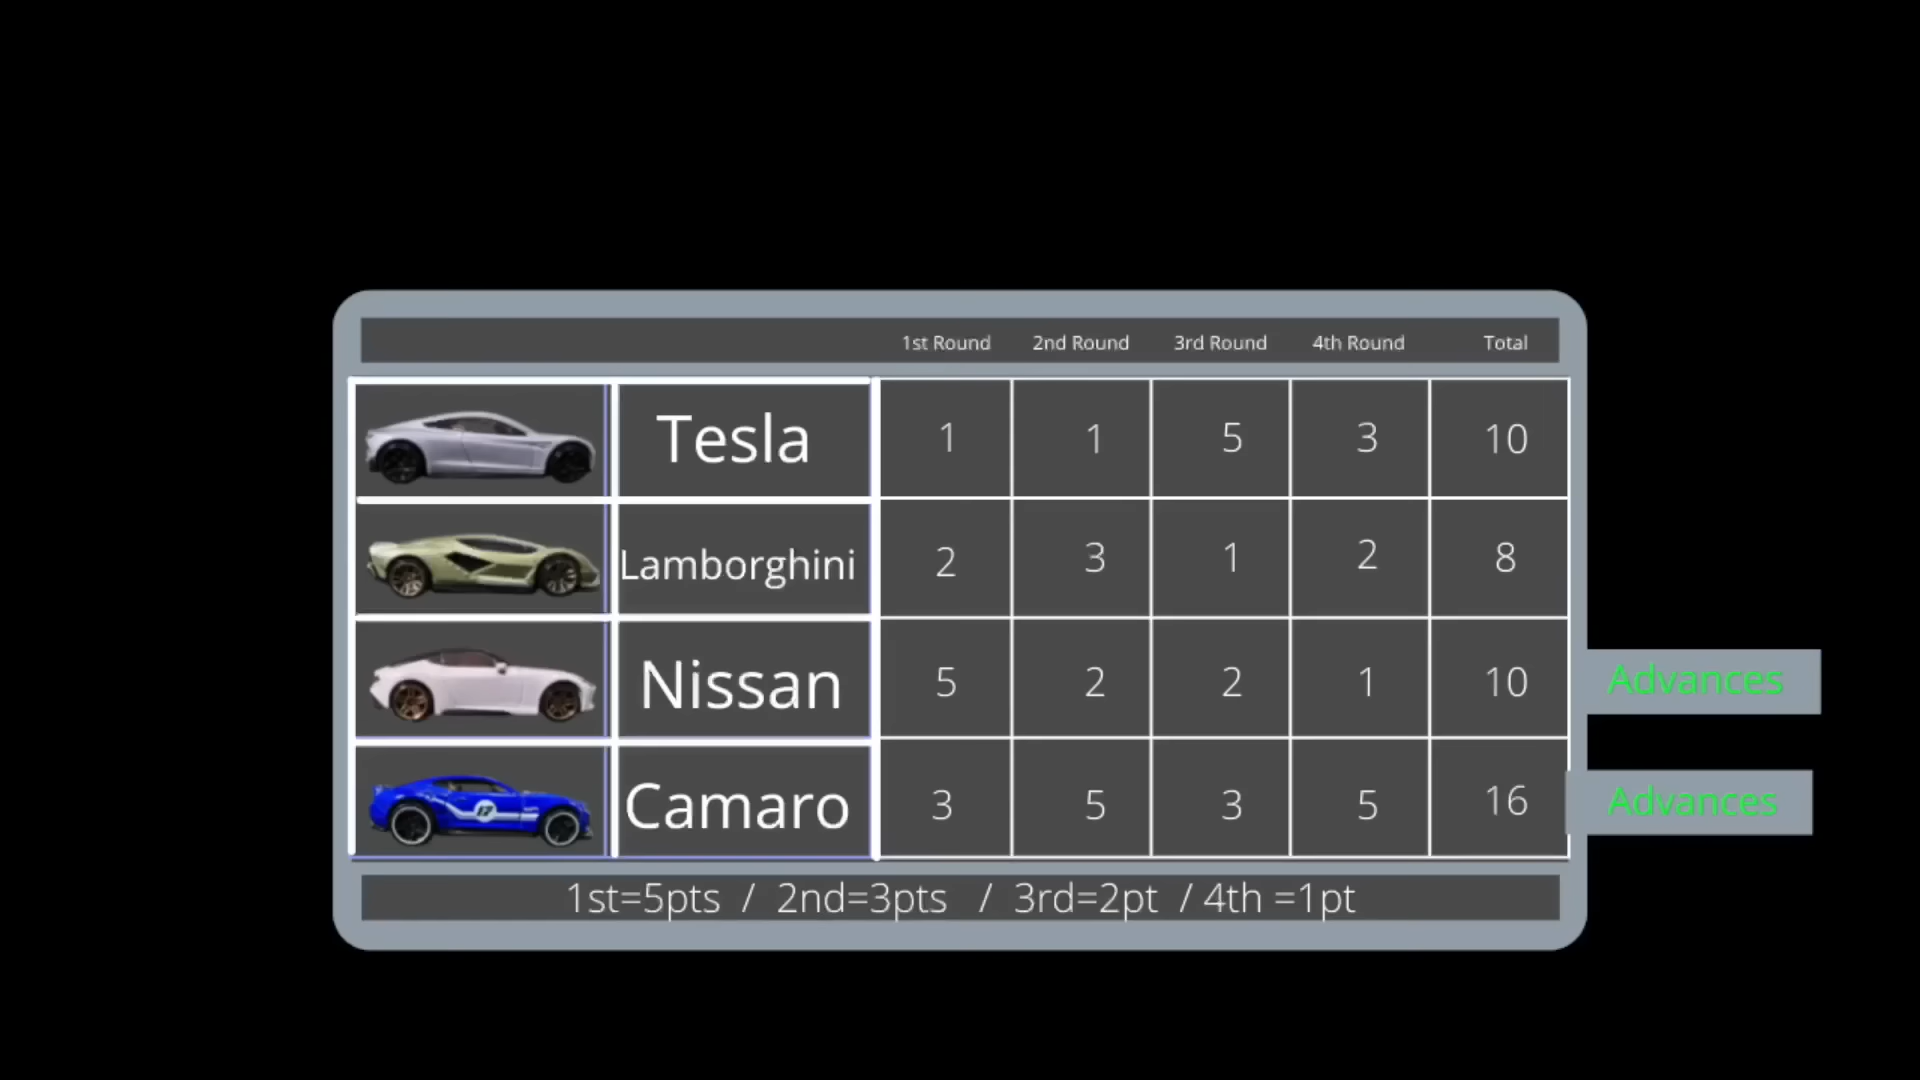 1st Round 2nd Round 3rd Round 4th Round Total
Tesla 1 1 5 3 10
Lamborghini 2 3 1 2 8
Nissan 5 2 2 1 10 Advances
Camaro 3 5 3 5 16 Advances
17
1st=5pts / 2nd=3pts / 3rd=2pt / 4th =1pt